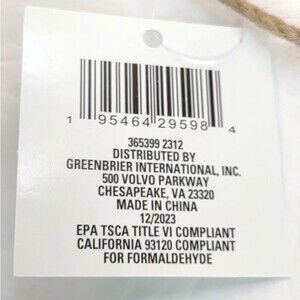 1 95464 29598 4
365399 2312
DISTRIBUTED BY
GREENBRIER INTERNATIONAL, INC.
500 VOLVO PARKWAY
CHESAPEAKE, VA 23320
MADE IN CHINA
12/2023
EPA TSCA TITLE VI COMPLIANT
CALIFORNIA 93120 COMPLIANT
FOR FORMALDEHYDE